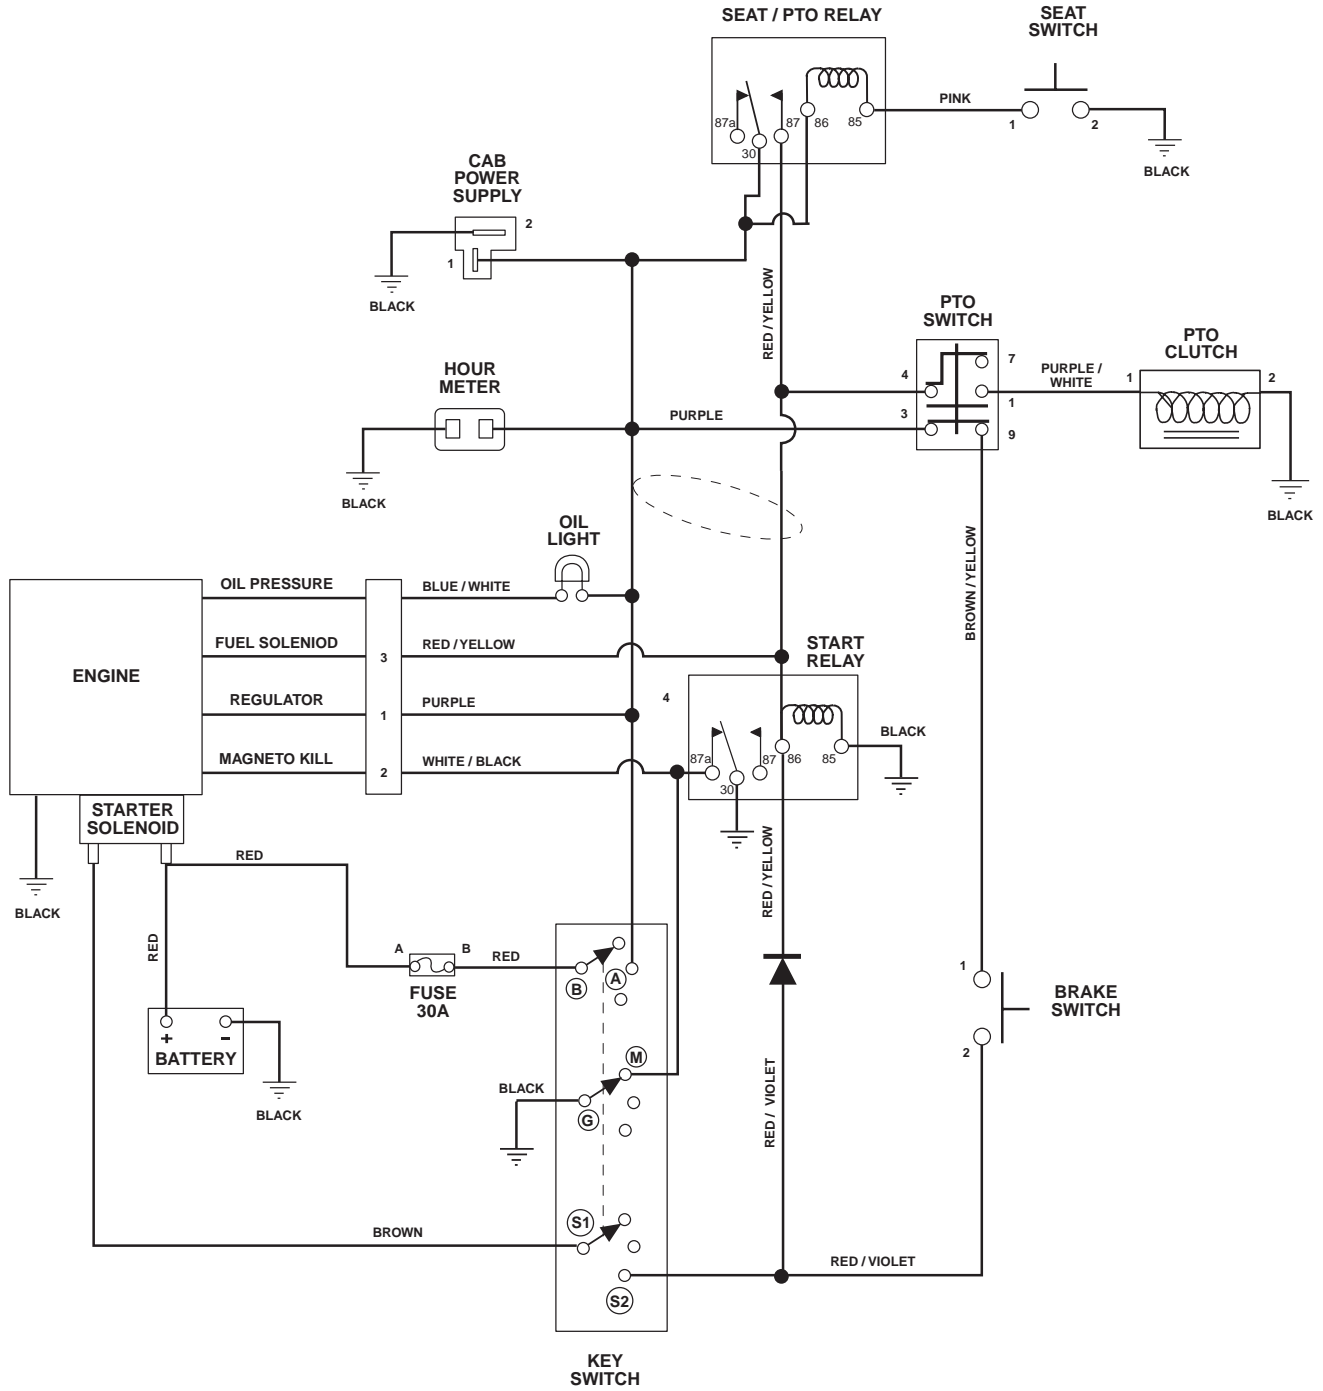 SEAT / PTO RELAY
SEAT
SWITCH
87a
30
87
86
85
PINK
1
2
BLACK
CAB
POWER
SUPPLY
2
1
BLACK
RED / YELLOW
PTO
SWITCH
4
7
3
1
9
PURPLE /
WHITE
PTO
CLUTCH
1
2
BLACK
HOUR
METER
PURPLE
BLACK
OIL
LIGHT
BROWN / YELLOW
ENGINE
OIL PRESSURE
FUEL SOLENIOD
REGULATOR
MAGNETO KILL
3
1
2
BLUE / WHITE
RED / YELLOW
PURPLE
WHITE / BLACK
START
RELAY
4
87a
30
87
86
85
BLACK
STARTER
SOLENOID
BLACK
RED
RED
A
B
RED
FUSE
30A
+
-
BATTERY
BLACK
RED / YELLOW
B
A
M
BLACK
G
S1
BROWN
S2
KEY
SWITCH
RED / VIOLET
RED / VIOLET
1
2
BRAKE
SWITCH